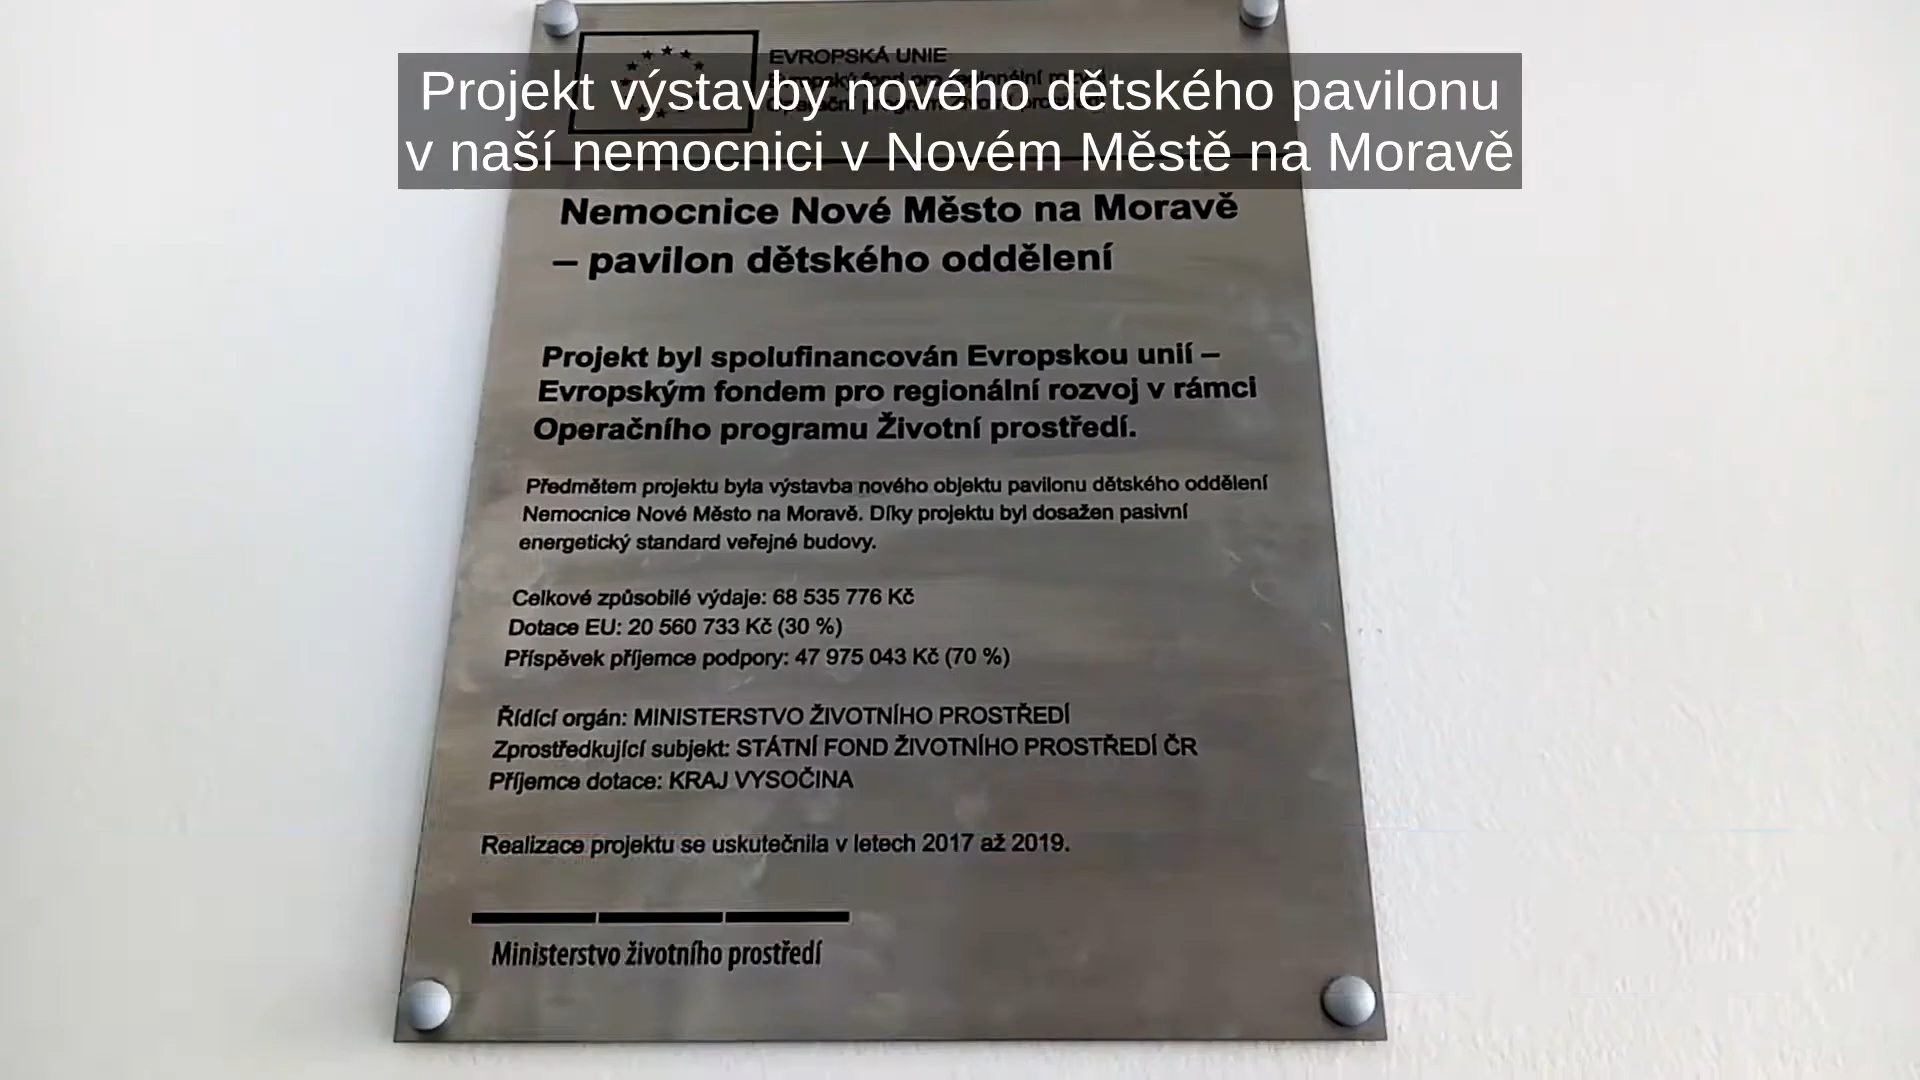 EVROPSKÁ UNIE
Projekt výstavby nového dětského pavilonu
v naší nemocnici v Novém Městě na Moravě
Nemocnice Nové Město na Moravě
– pavilon dětského oddělení
Projekt byl spolufinancován Evropskou unií –
Evropským fondem pro regionální rozvoj v rámci
Operačního programu Životní prostředí.
Předmětem projektu byla výstavba nového objektu pavilonu dětského oddělení
Nemocnice Nové Město na Moravě. Díky projektu byl dosažen pasivní
energetický standard veřejné budovy.
Celkové způsobilé výdaje: 68 535 776 Kč
Dotace EU: 20 560 733 Kč (30 %)
Příspěvek příjemce podpory: 47 975 043 Kč (70 %)
Řídící orgán: MINISTERSTVO ŽIVOTNÍHO PROSTŘEDÍ
Zprostředkující subjekt: STÁTNÍ FOND ŽIVOTNÍHO PROSTŘEDÍ ČR
Příjemce dotace: KRAJ VYSOČINA
Realizace projektu se uskutečnila v letech 2017 až 2019.
Ministerstvo životního prostředí